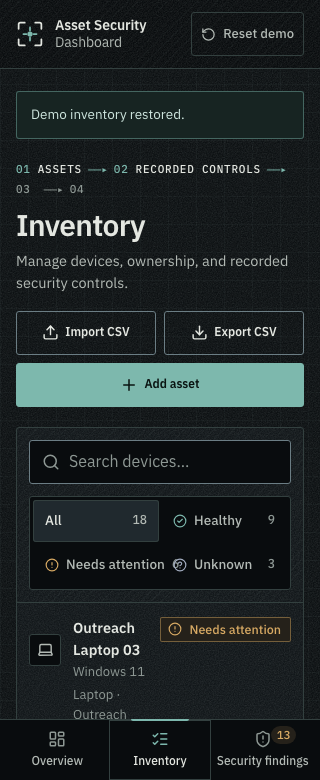 Asset Security
Dashboard
Reset demo
Demo inventory restored.
01 ASSETS → 02 RECORDED CONTROLS →
03 → 04
Inventory
Manage devices, ownership, and recorded
security controls.
Import CSV
Export CSV
+ Add asset
Search devices...
All 18
Healthy 9
Needs attention
Unknown 3
Outreach
Laptop 03
Needs attention
Windows 11
Laptop ·
Outreach
Overview
Inventory
13
Security findings